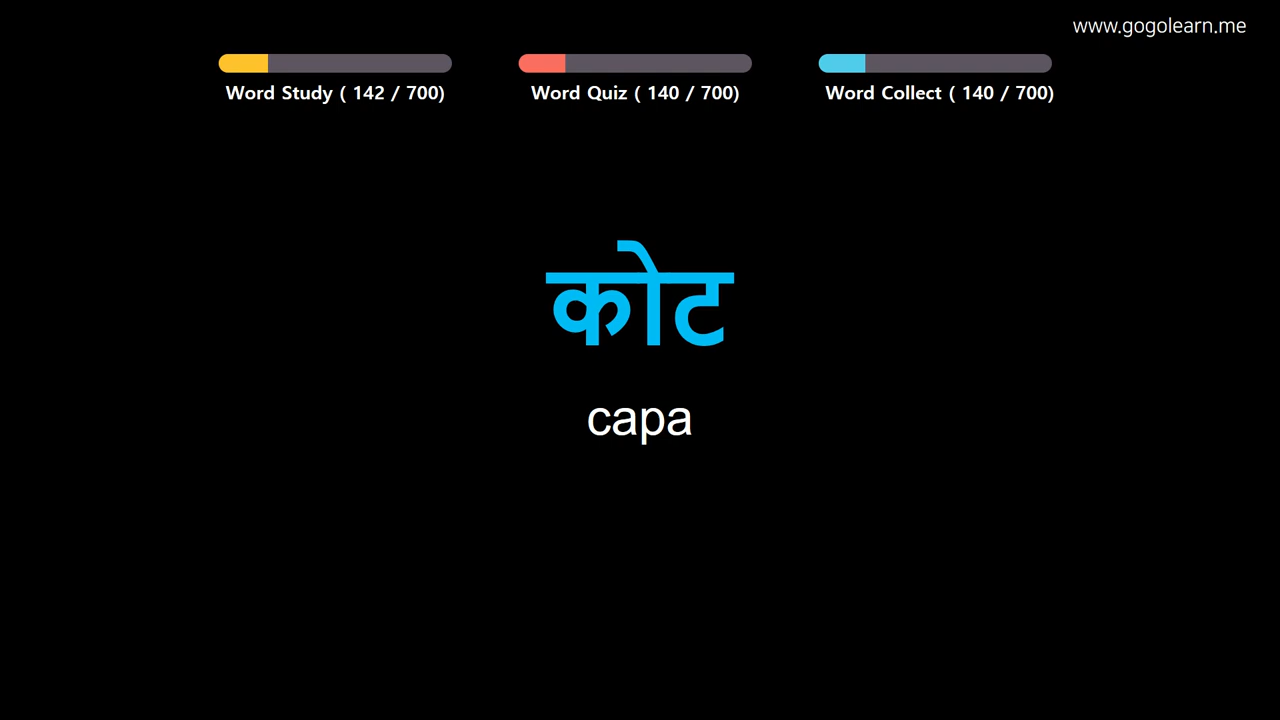 www.gogolearn.me
Word Study ( 142 / 700)
Word Quiz ( 140 / 700)
Word Collect ( 140 / 700)
कोट
capa